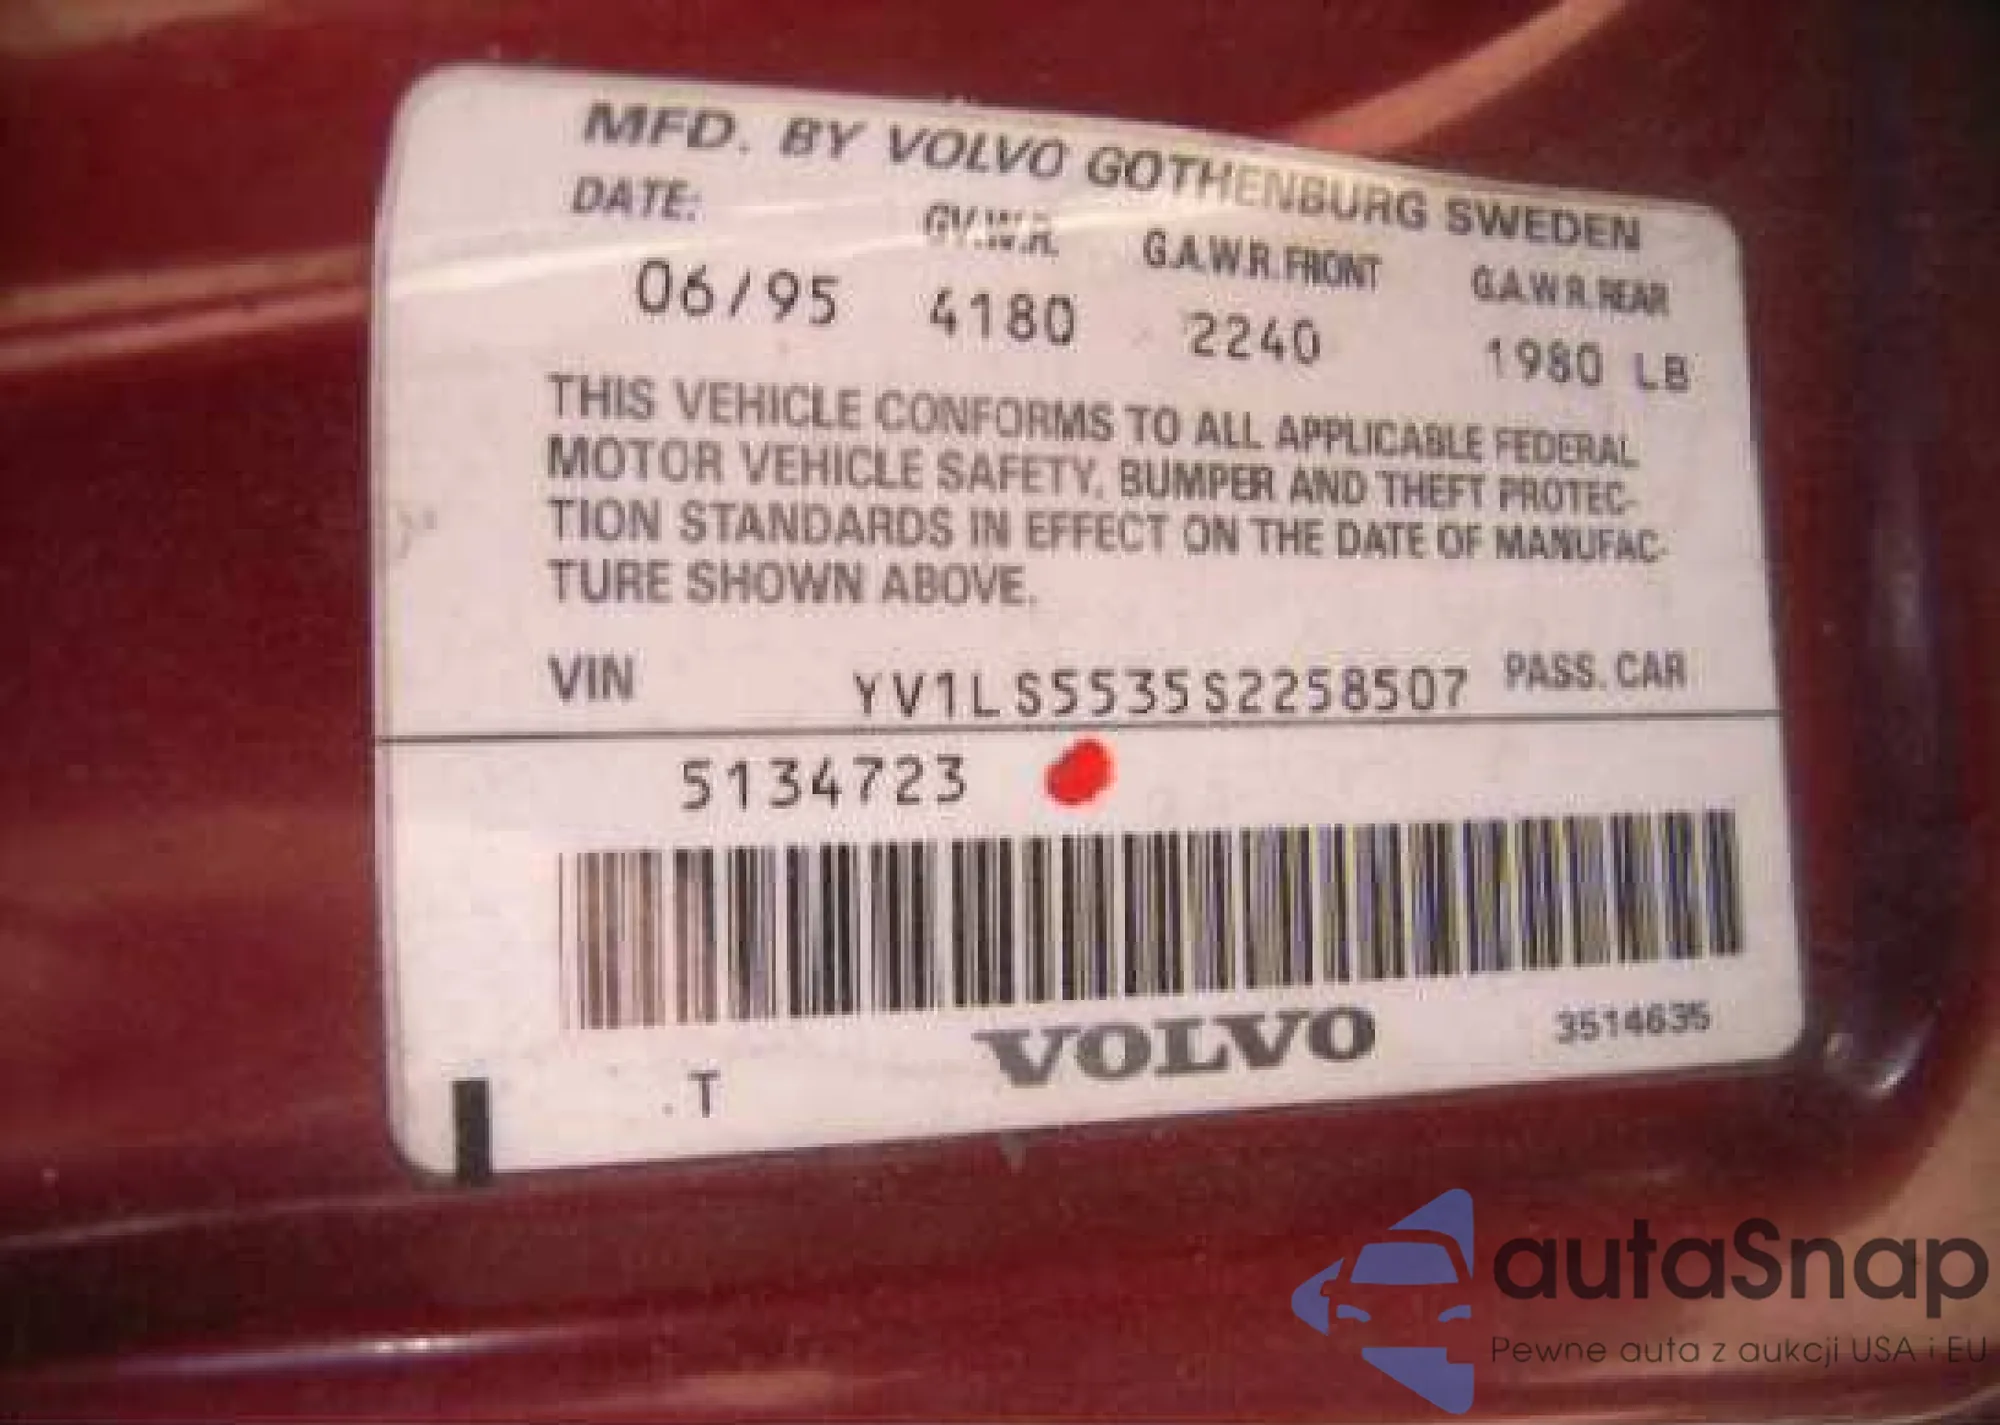 MFD. BY VOLVO GOTHENBURG SWEDEN
DATE: G.V.W.R. G.A.W.R. FRONT G.A.W.R. REAR
06/95 4180 2240 1980 LB
THIS VEHICLE CONFORMS TO ALL APPLICABLE FEDERAL
MOTOR VEHICLE SAFETY, BUMPER AND THEFT PROTEC-
TION STANDARDS IN EFFECT ON THE DATE OF MANUFAC-
TURE SHOWN ABOVE.
VIN YV1LS5535S2258507 PASS. CAR
5134723
VOLVO 3514635
.T
autaSnap
Pewne auta z aukcji USA i EU